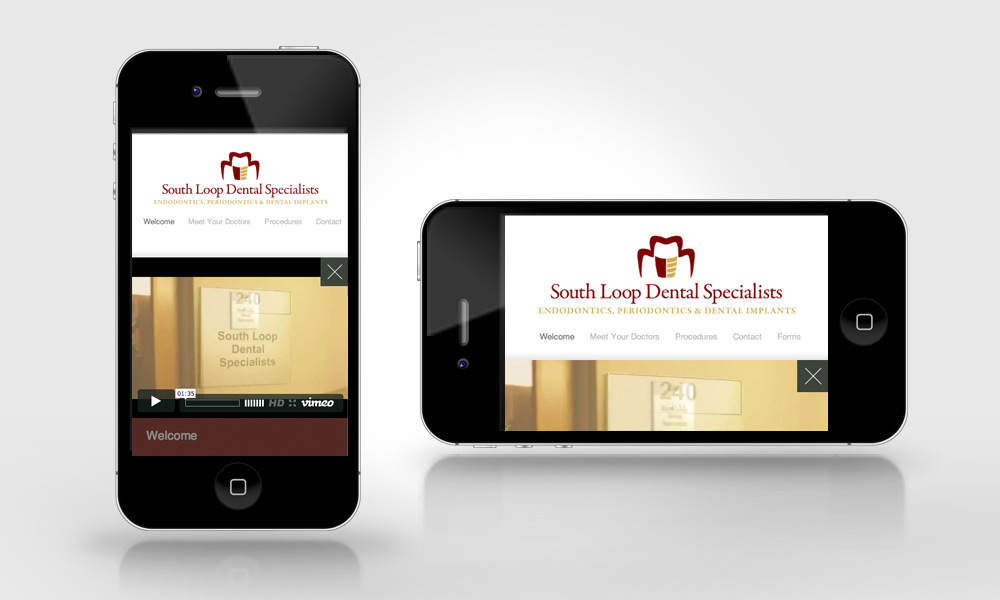 South Loop Dental Specialists
ENDODONTICS, PERIODONTICS & DENTAL IMPLANTS
Welcome Meet Your Doctors Procedures Contact
240
South Loop
Dental
Specialists
01:35
HD vimeo
Welcome
South Loop Dental Specialists
ENDODONTICS, PERIODONTICS & DENTAL IMPLANTS
Welcome Meet Your Doctors Procedures Contact Forms
240